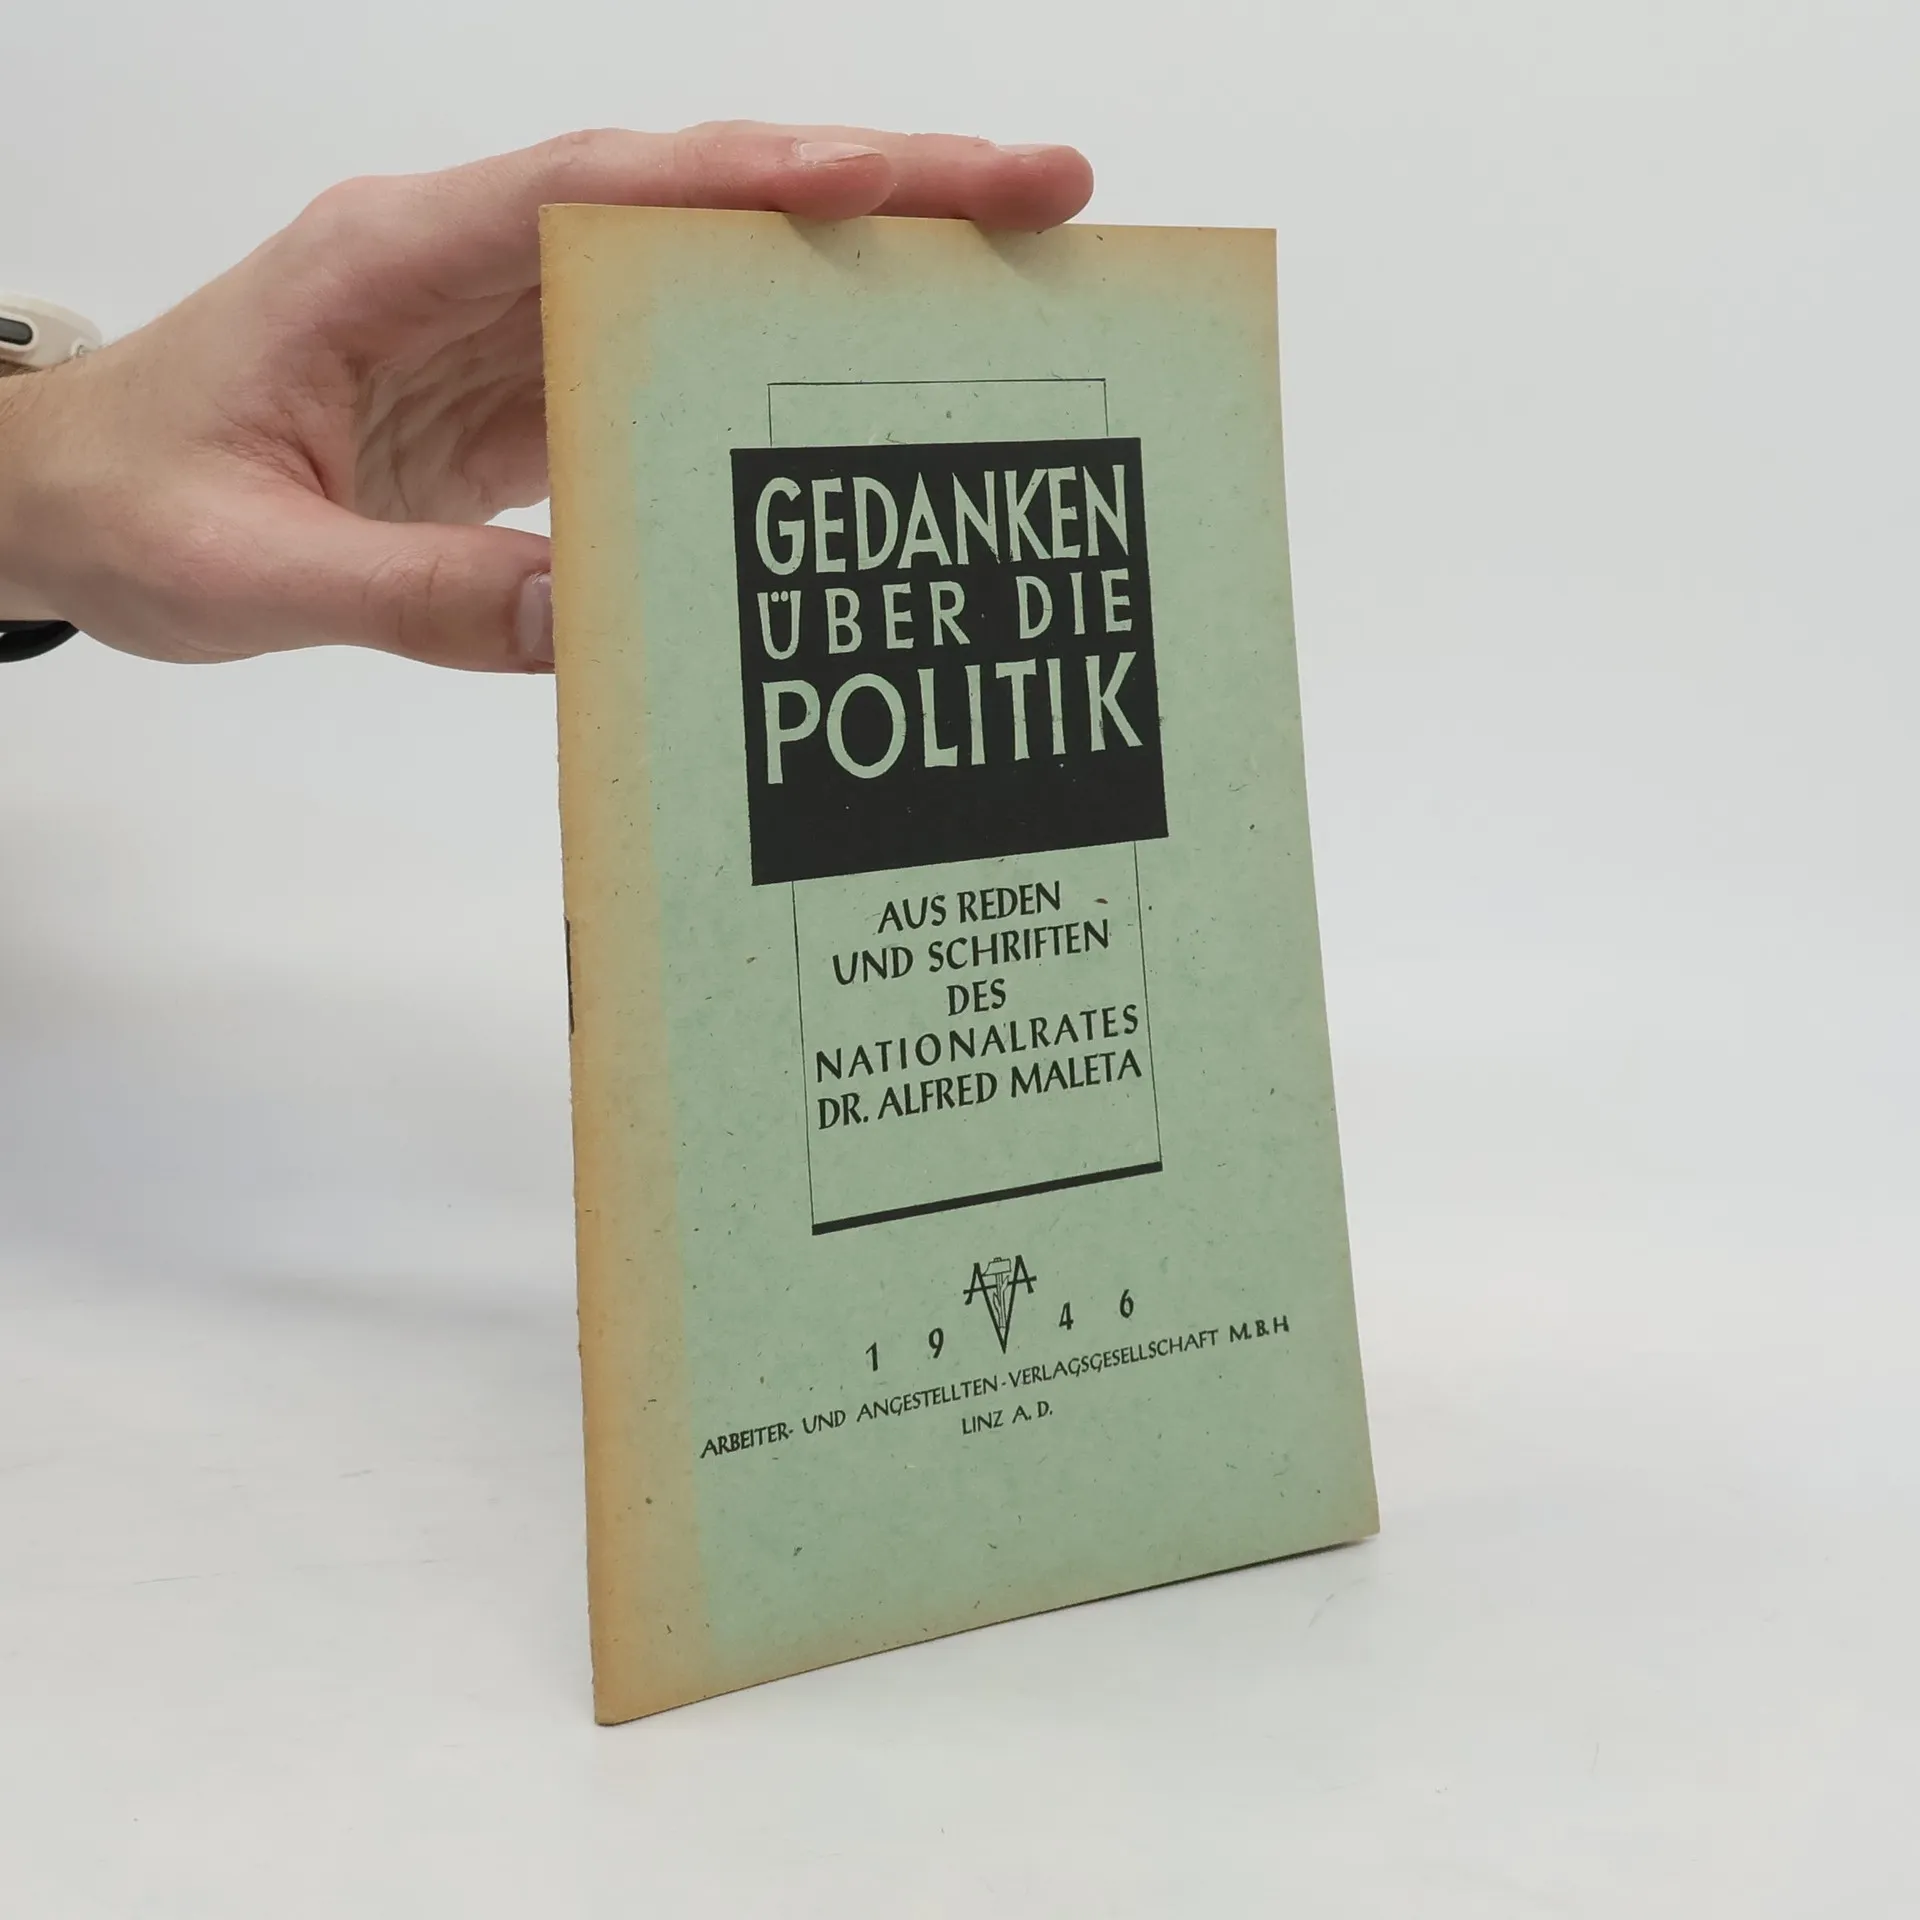 GEDANKEN
ÜBER DIE
POLITIK
AUS REDEN
UND SCHRIFTEN
DES
NATIONALRATES
DR. ALFRED MALETA
AVA
1946
ARBEITER- UND ANGESTELLTEN-VERLAGSGESELLSCHAFT M.B.H
LINZ A. D.